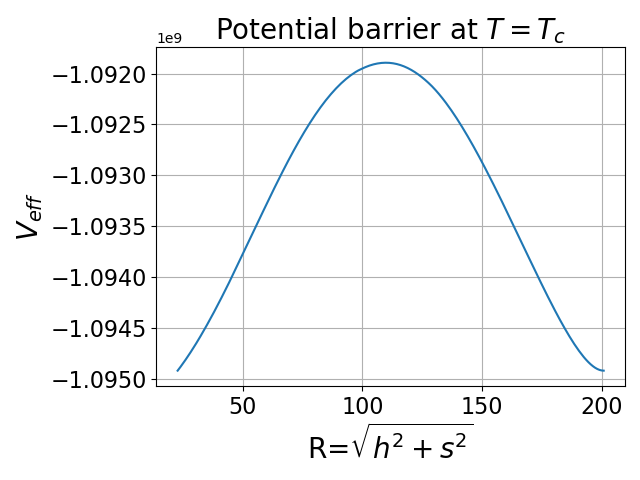 Potential barrier at $T = T_c$
1e9
−1.0920
−1.0925
−1.0930
−1.0935
−1.0940
−1.0945
−1.0950
$V_{eff}$
50 100 150 200
R=$\sqrt{h^2 + s^2}$